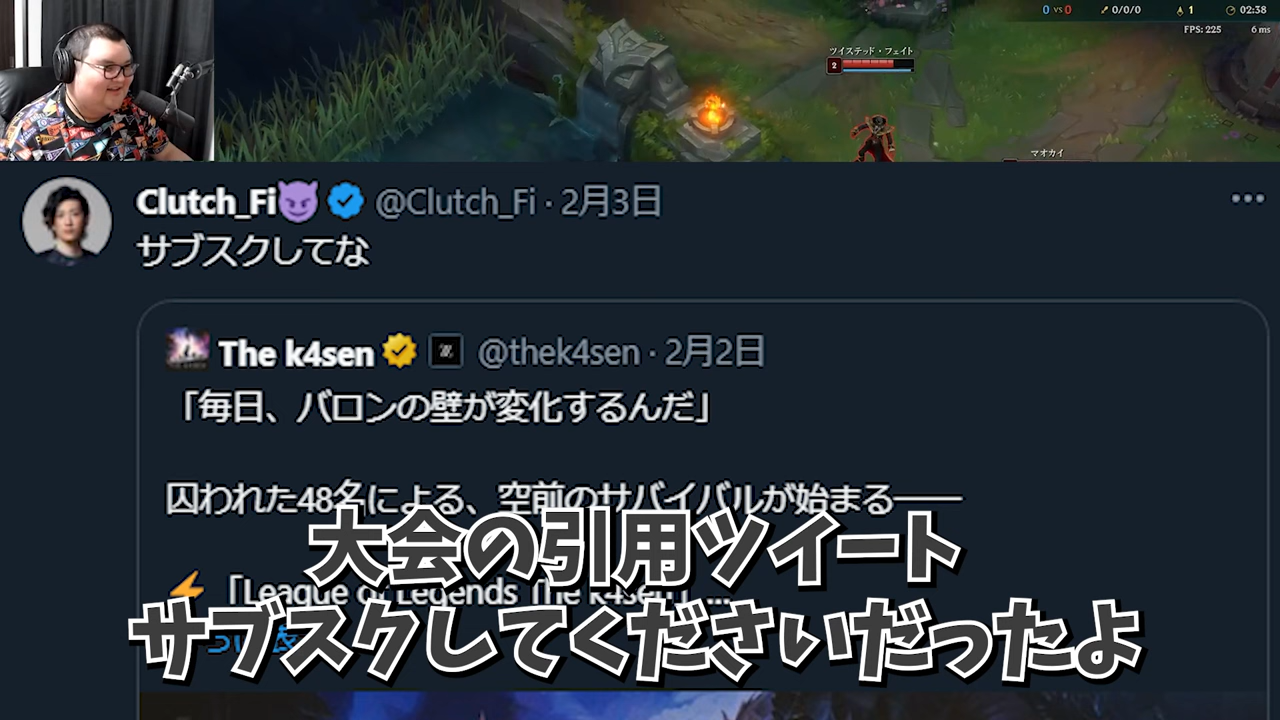 0 vs 0 0/0/0 1 02:38
FPS: 225 6 ms
ツイステッド・フェイト
2
マオカイ
Clutch_Fi😈 @Clutch_Fi · 2月3日
サブスクしてな
The k4sen @thek4sen · 2月2日
「毎日、バロンの壁が変化するんだ」
囚われた48名による、空前のサバイバルが始まる——
⚡「League of Legends The k4sen」...
大会の引用ツイート
サブスクしてくださいだったよ